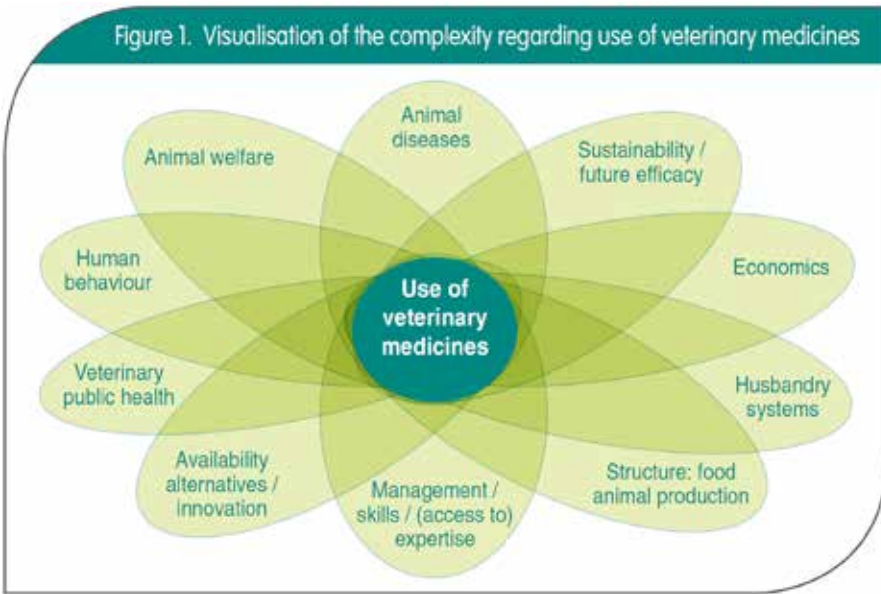 Figure 1. Visualisation of the complexity regarding use of veterinary medicines
Animal
diseases
Animal welfare
Sustainability /
future efficacy
Human
behaviour
Economics
Use of
veterinary
medicines
Veterinary
public health
Husbandry
systems
Availability
alternatives /
innovation
Management /
skills / (access to)
expertise
Structure: food
animal production